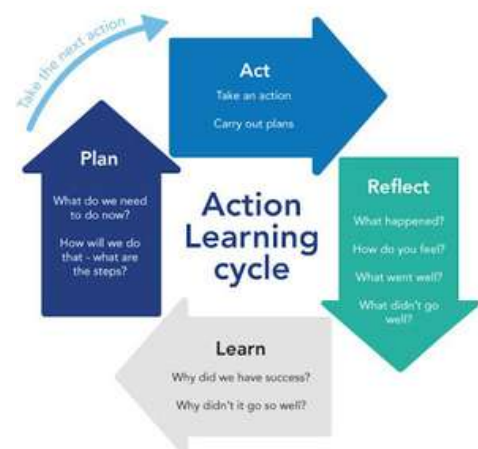 Take the next action
Act
Take an action
Carry out plans
Plan
What do we need
to do now?
How will we do
that - what are
the steps?
Action
Learning
cycle
Reflect
What happened?
How do you feel?
What went well?
What didn't go
well?
Learn
Why did we have success?
Why didn't it go so well?